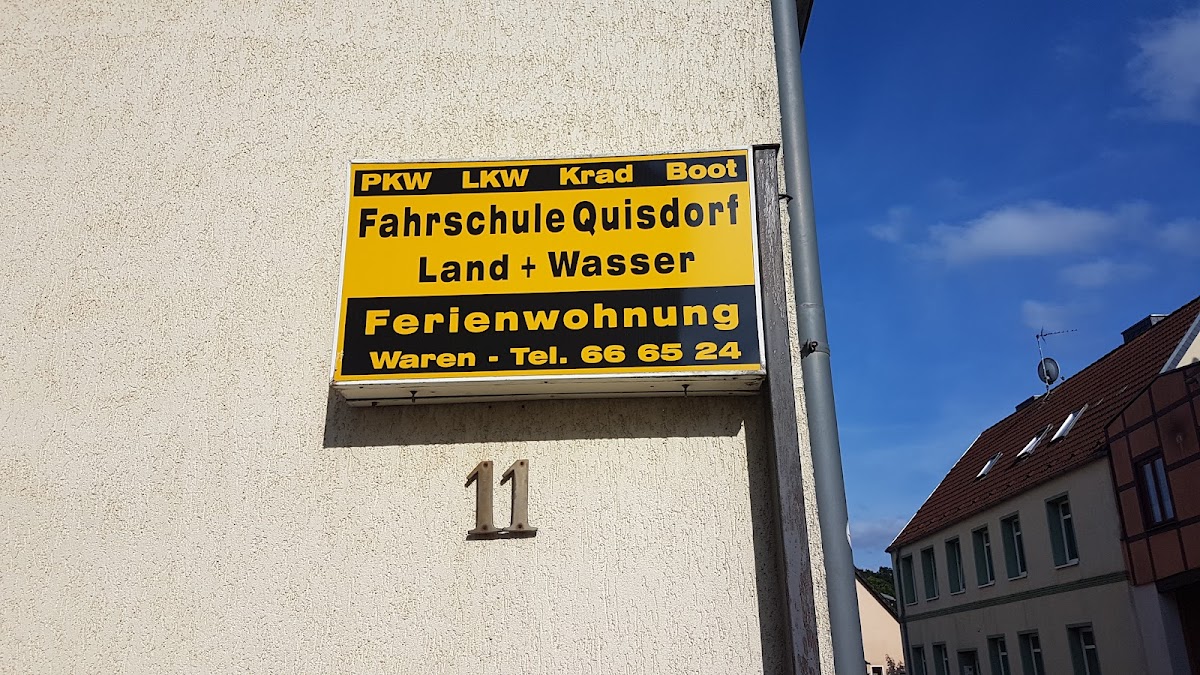 PKW LKW Krad Boot
Fahrschule Quisdorf
Land + Wasser
Ferienwohnung
Waren - Tel. 66 65 24
11